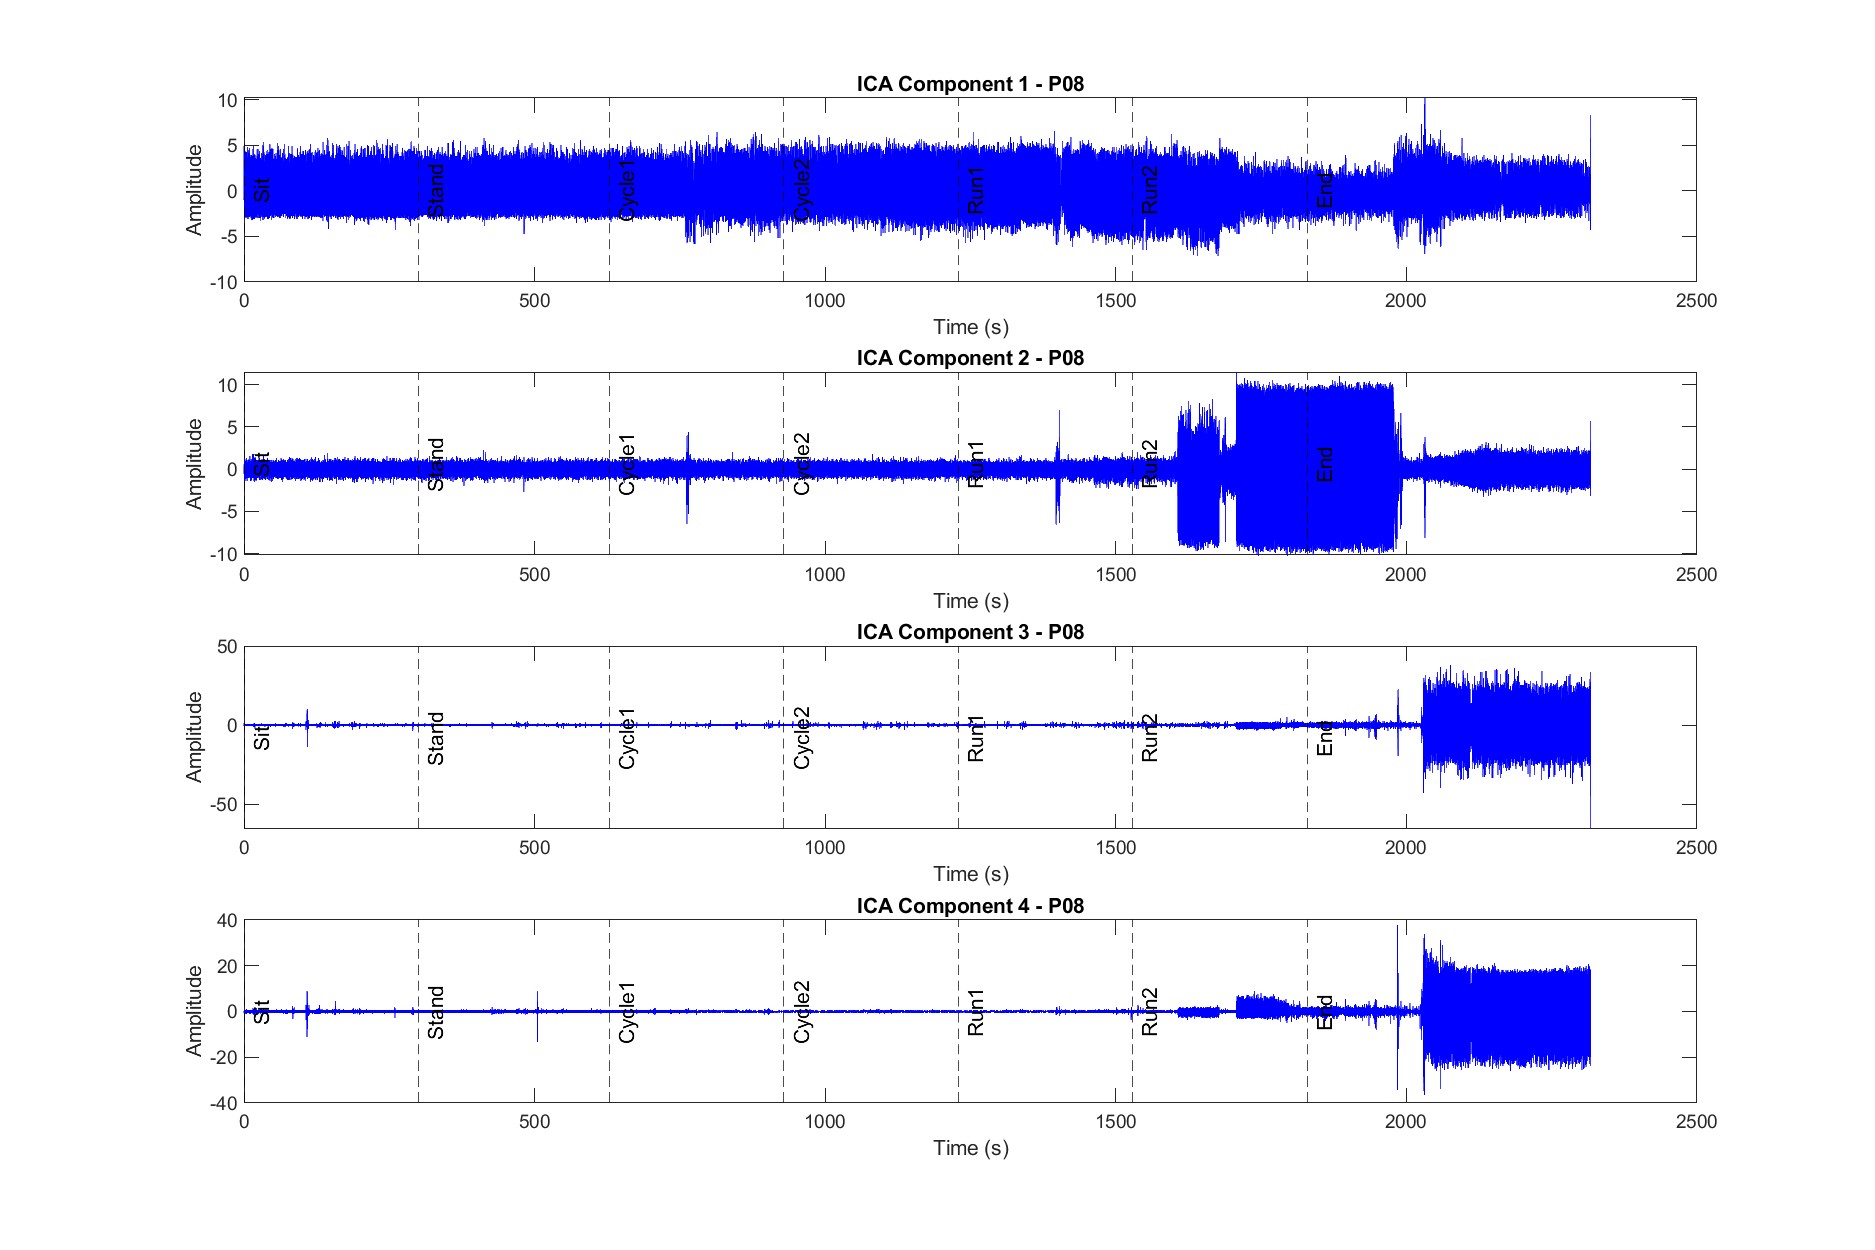 ICA Component 1 - P08
10
5
0
-5
-10
Amplitude
Sit
Stand
Cycle1
Cycle2
Run1
Run2
End
0 500 1000 1500 2000 2500
Time (s)
ICA Component 2 - P08
10
5
0
-5
-10
Amplitude
Sit
Stand
Cycle1
Cycle2
Run1
Run2
End
0 500 1000 1500 2000 2500
Time (s)
ICA Component 3 - P08
50
0
-50
Amplitude
Sit
Stand
Cycle1
Cycle2
Run1
Run2
End
0 500 1000 1500 2000 2500
Time (s)
ICA Component 4 - P08
40
20
0
-20
-40
Amplitude
Sit
Stand
Cycle1
Cycle2
Run1
Run2
End
0 500 1000 1500 2000 2500
Time (s)